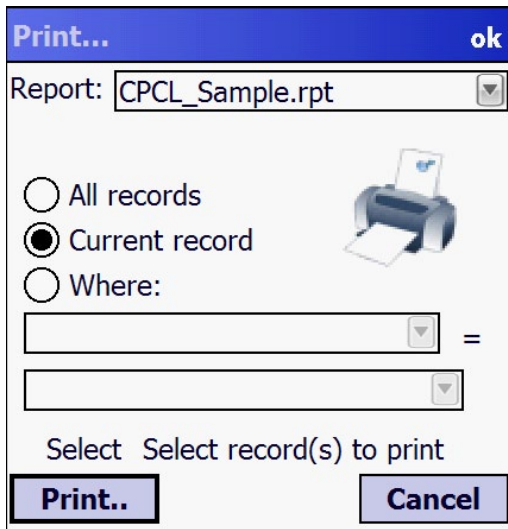 Print... ok
Report: CPCL_Sample.rpt
All records
Current record
Where:
=
Select Select record(s) to print
Print.. Cancel